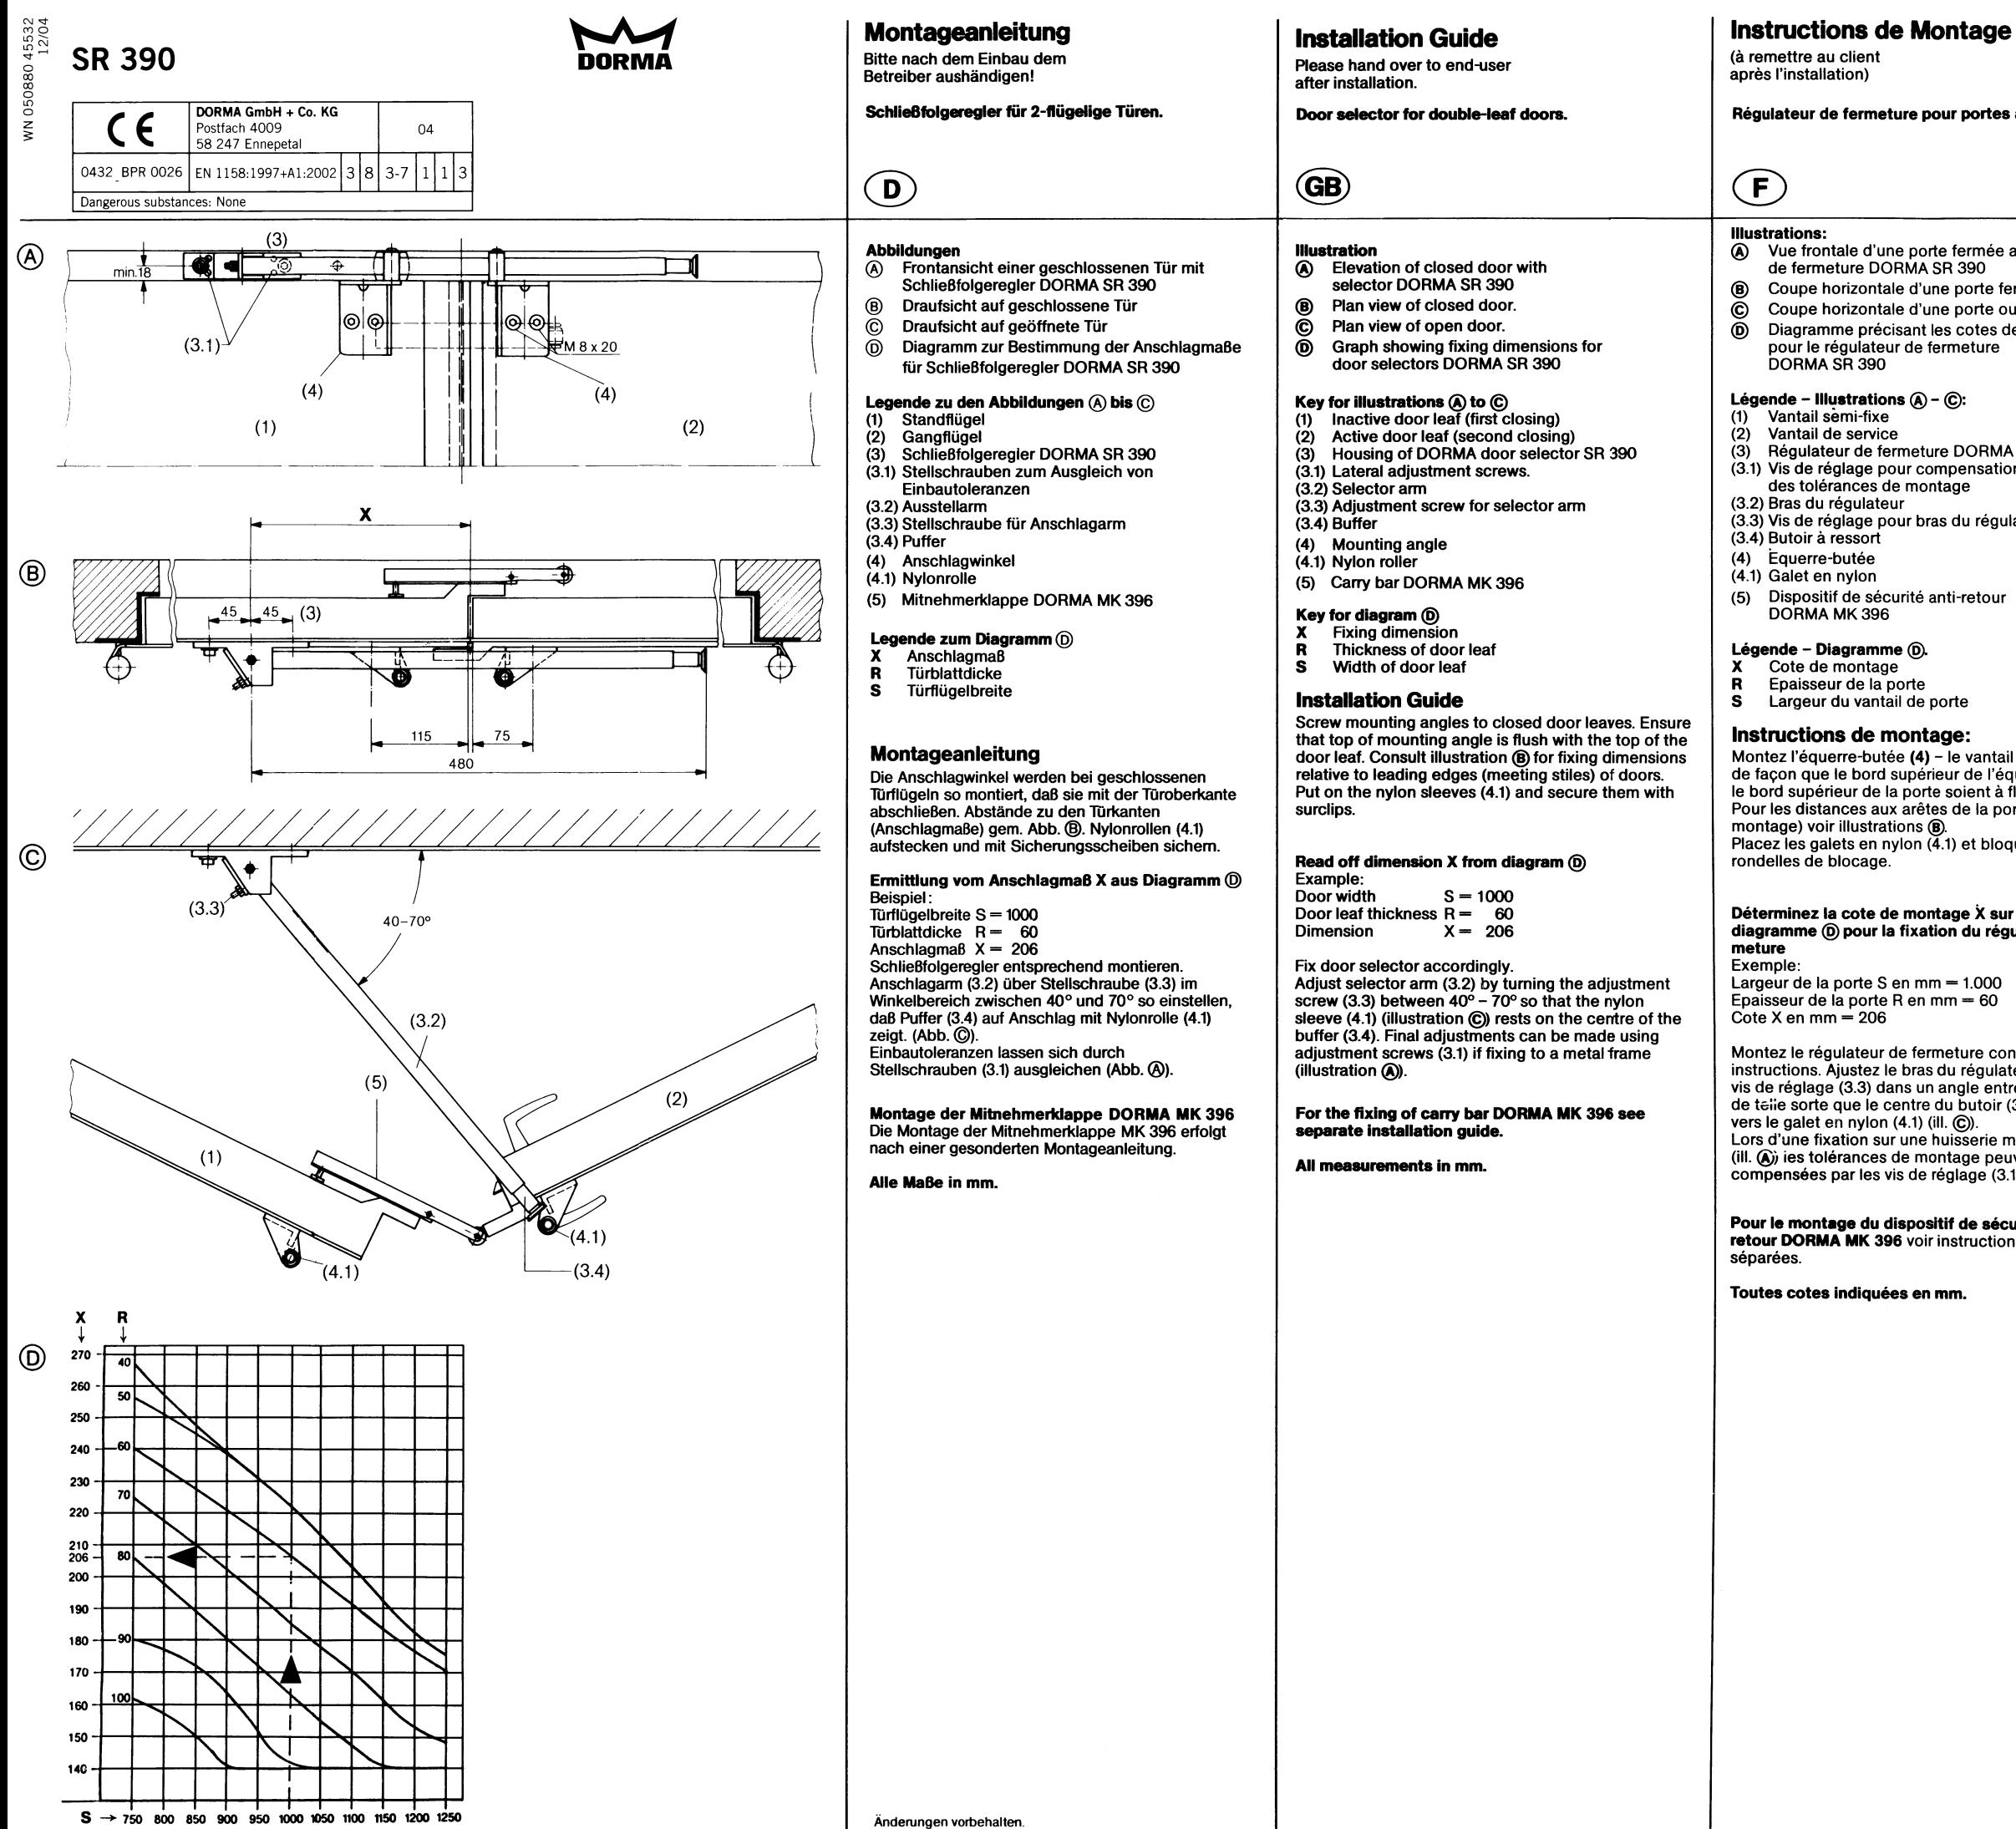 WN 050880 45532
12/04
SR 390
DORMA
CE
DORMA GmbH + Co. KG
Postfach 4009
58 247 Ennepetal
04
0432_BPR 0026 EN 1158:1997+A1:2002 3 8 3-7 1 1 3
Dangerous substances: None
A
(3)
min.18
(3.1)
M 8 x 20
(4)
(4)
(1)
(2)
X
B
45 45 (3)
115 75
480
C
(3.3)
40–70°
(3.2)
(5)
(2)
(1)
(4.1)
(4.1)
(3.4)
X R
D
270
40
260
50
250
240
60
230
70
220
210
206
80
200
190
180
90
170
100
160
150
140
S → 750 800 850 900 950 1000 1050 1100 1150 1200 1250
Montageanleitung
Bitte nach dem Einbau dem
Betreiber aushändigen!
Schließfolgeregler für 2-flügelige Türen.
D
Abbildungen
Ⓐ Frontansicht einer geschlossenen Tür mit
Schließfolgeregler DORMA SR 390
Ⓑ Draufsicht auf geschlossene Tür
Ⓒ Draufsicht auf geöffnete Tür
Ⓓ Diagramm zur Bestimmung der Anschlagmaße
für Schließfolgeregler DORMA SR 390
Legende zu den Abbildungen Ⓐ bis Ⓒ
(1) Standflügel
(2) Gangflügel
(3) Schließfolgeregler DORMA SR 390
(3.1) Stellschrauben zum Ausgleich von
Einbautoleranzen
(3.2) Ausstellarm
(3.3) Stellschraube für Anschlagarm
(3.4) Puffer
(4) Anschlagwinkel
(4.1) Nylonrolle
(5) Mitnehmerklappe DORMA MK 396
Legende zum Diagramm Ⓓ
X Anschlagmaß
R Türblattdicke
S Türflügelbreite
Montageanleitung
Die Anschlagwinkel werden bei geschlossenen
Türflügeln so montiert, daß sie mit der Türoberkante
abschließen. Abstände zu den Türkanten
(Anschlagmaße) gem. Abb. Ⓑ. Nylonrollen (4.1)
aufstecken und mit Sicherungsscheiben sichern.
Ermittlung vom Anschlagmaß X aus Diagramm Ⓓ
Beispiel:
Türflügelbreite S = 1000
Türblattdicke R = 60
Anschlagmaß X = 206
Schließfolgeregler entsprechend montieren.
Anschlagarm (3.2) über Stellschraube (3.3) im
Winkelbereich zwischen 40° und 70° so einstellen,
daß Puffer (3.4) auf Anschlag mit Nylonrolle (4.1)
zeigt. (Abb. Ⓒ).
Einbautoleranzen lassen sich durch
Stellschrauben (3.1) ausgleichen (Abb. Ⓐ).
Montage der Mitnehmerklappe DORMA MK 396
Die Montage der Mitnehmerklappe MK 396 erfolgt
nach einer gesonderten Montageanleitung.
Alle Maße in mm.
Änderungen vorbehalten.
Installation Guide
Please hand over to end-user
after installation.
Door selector for double-leaf doors.
GB
Illustration
Ⓐ Elevation of closed door with
selector DORMA SR 390
Ⓑ Plan view of closed door.
Ⓒ Plan view of open door.
Ⓓ Graph showing fixing dimensions for
door selectors DORMA SR 390
Key for illustrations Ⓐ to Ⓒ
(1) Inactive door leaf (first closing)
(2) Active door leaf (second closing)
(3) Housing of DORMA door selector SR 390
(3.1) Lateral adjustment screws.
(3.2) Selector arm
(3.3) Adjustment screw for selector arm
(3.4) Buffer
(4) Mounting angle
(4.1) Nylon roller
(5) Carry bar DORMA MK 396
Key for diagram Ⓓ
X Fixing dimension
R Thickness of door leaf
S Width of door leaf
Installation Guide
Screw mounting angles to closed door leaves. Ensure
that top of mounting angle is flush with the top of the
door leaf. Consult illustration Ⓑ for fixing dimensions
relative to leading edges (meeting stiles) of doors.
Put on the nylon sleeves (4.1) and secure them with
surclips.
Read off dimension X from diagram Ⓓ
Example:
Door width S = 1000
Door leaf thickness R = 60
Dimension X = 206
Fix door selector accordingly.
Adjust selector arm (3.2) by turning the adjustment
screw (3.3) between 40° – 70° so that the nylon
sleeve (4.1) (illustration Ⓒ) rests on the centre of the
buffer (3.4). Final adjustments can be made using
adjustment screws (3.1) if fixing to a metal frame
(illustration Ⓐ).
For the fixing of carry bar DORMA MK 396 see
separate installation guide.
All measurements in mm.
Instructions de Montage
(à remettre au client
après l'installation)
Régulateur de fermeture pour portes
F
Illustrations:
Ⓐ Vue frontale d'une porte fermée
de fermeture DORMA SR 390
Ⓑ Coupe horizontale d'une porte
Ⓒ Coupe horizontale d'une porte
Ⓓ Diagramme précisant les cotes
pour le régulateur de fermeture
DORMA SR 390
Légende – Illustrations Ⓐ – Ⓒ:
(1) Vantail semi-fixe
(2) Vantail de service
(3) Régulateur de fermeture DORMA
(3.1) Vis de réglage pour compensation
des tolérances de montage
(3.2) Bras du régulateur
(3.3) Vis de réglage pour bras du
(3.4) Butoir à ressort
(4) Equerre-butée
(4.1) Galet en nylon
(5) Dispositif de sécurité anti-retour
DORMA MK 396
Légende – Diagramme Ⓓ.
X Cote de montage
R Epaisseur de la porte
S Largeur du vantail de porte
Instructions de montage:
Montez l'équerre-butée (4) – le vantail
de façon que le bord supérieur de
le bord supérieur de la porte soient à
Pour les distances aux arêtes de la
montage) voir illustrations Ⓑ.
Placez les galets en nylon (4.1) et
rondelles de blocage.
Déterminez la cote de montage X sur
diagramme Ⓓ pour la fixation du
meture
Exemple:
Largeur de la porte S en mm = 1.000
Epaisseur de la porte R en mm = 60
Cote X en mm = 206
Montez le régulateur de fermeture
instructions. Ajustez le bras du
vis de réglage (3.3) dans un angle
de telle sorte que le centre du butoir
vers le galet en nylon (4.1) (ill. Ⓒ).
Lors d'une fixation sur une huisserie
(ill. Ⓐ) les tolérances de montage
compensées par les vis de réglage (3.1
Pour le montage du dispositif de
retour DORMA MK 396 voir instruction
séparées.
Toutes cotes indiquées en mm.